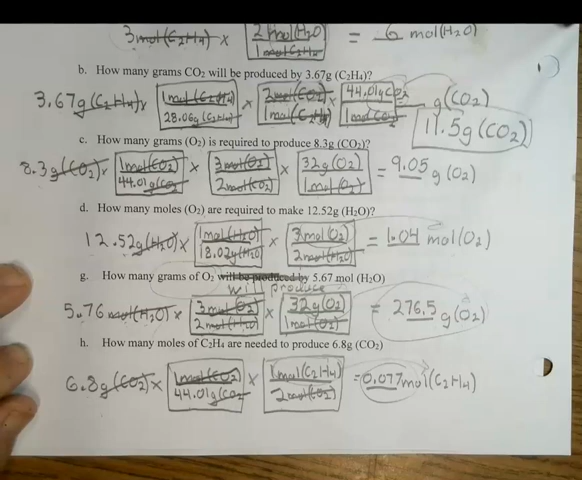 3 mol(C2H4) x 2 mol(H2O) / 1 mol C2H4 = 6 mol(H2O)
b. How many grams CO2 will be produced by 3.67g (C2H4)?
3.67g(C2H4) x 1 mol(C2H4) / 28.06g(C2H4) x 2mol(CO2) / 1mol(C2H4) x 44.01g CO2 / 1mol CO2 = g(CO2)
11.5g(CO2)
c. How many grams (O2) is required to produce 8.3g (CO2)?
8.3g(CO2) x 1mol(CO2) / 44.01g(CO2 x 3mol(O2) / 2mol(CO2) x 32g(O2) / 1mol(O2) = 9.05 g(O2)
d. How many moles (O2) are required to make 12.52g (H2O)?
12.52g(H2O) x 1mol(H2O) / 18.02g(H2O) x 3mol(O2) / 2mol(H2O) = 1.04 mol(O2)
g. How many grams of O2 will be produced by 5.67 mol (H2O)
will produce
5.76 mol(H2O) x 3mol(O2) / 2mol(H2O) x 32g(O2) / 1mol(O2) = 276.5 g(O2)
h. How many moles of C2H4 are needed to produce 6.8g (CO2)
6.8g(CO2) x 1mol(CO2) / 44.01g(CO2 x 1mol(C2H4) / 2mol(CO2) = 0.077 mol(C2H4)